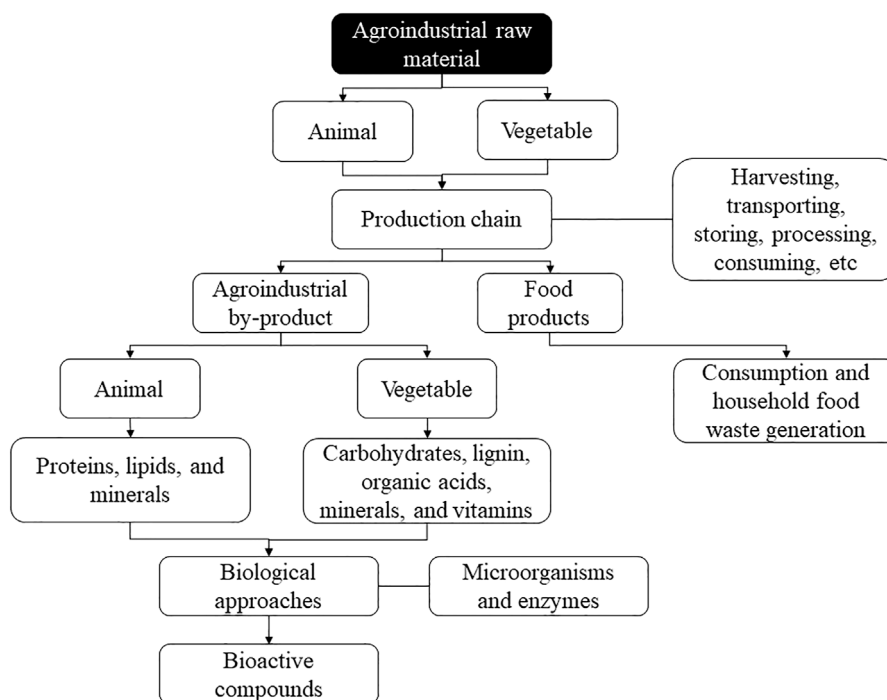 Agroindustrial raw
material
Animal
Vegetable
Production chain
Harvesting,
transporting,
storing, processing,
consuming, etc
Agroindustrial
by-product
Food
products
Animal
Vegetable
Consumption and
household food
waste generation
Proteins, lipids, and
minerals
Carbohydrates, lignin,
organic acids,
minerals, and vitamins
Biological
approaches
Microorganisms
and enzymes
Bioactive
compounds